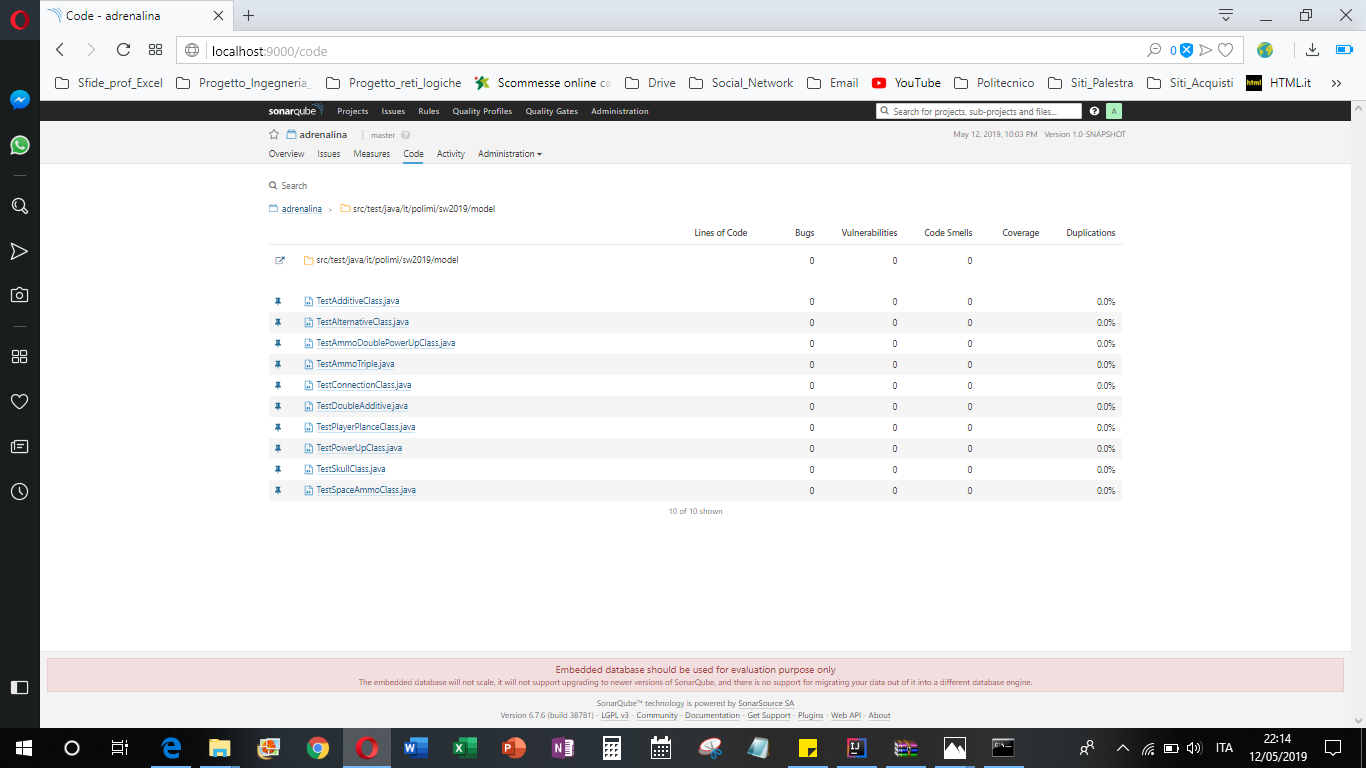 Code - adrenalina
localhost:9000/code
0
Sfide_prof_Excel
Progetto_Ingegneria_
Progetto_reti_logiche
Scommesse online ca
Drive
Social_Network
Email
YouTube
Politecnico
Siti_Palestra
Siti_Acquisti
html HTML.it
sonarqube Projects Issues Rules Quality Profiles Quality Gates Administration Search for projects, sub-projects and files... A
adrenalina master May 12, 2019, 10:03 PM Version 1.0-SNAPSHOT
Overview Issues Measures Code Activity Administration
Search
adrenalina > src/test/java/it/polimi/sw2019/model
Lines of Code Bugs Vulnerabilities Code Smells Coverage Duplications
src/test/java/it/polimi/sw2019/model 0 0 0
TestAdditiveClass.java 0 0 0 0.0%
TestAlternativeClass.java 0 0 0 0.0%
TestAmmoDoublePowerUpClass.java 0 0 0 0.0%
TestAmmoTriple.java 0 0 0 0.0%
TestConnectionClass.java 0 0 0 0.0%
TestDoubleAdditive.java 0 0 0 0.0%
TestPlayerPlanceClass.java 0 0 0 0.0%
TestPowerUpClass.java 0 0 0 0.0%
TestSkullClass.java 0 0 0 0.0%
TestSpaceAmmoClass.java 0 0 0 0.0%
10 of 10 shown
Embedded database should be used for evaluation purpose only
The embedded database will not scale, it will not support upgrading to newer versions of SonarQube, and there is no support for migrating your data out of it into a different database engine.
SonarQube™ technology is powered by SonarSource SA
Version 6.7.6 (build 38781) - LGPL v3 - Community - Documentation - Get Support - Plugins - Web API - About
ITA
22:14
12/05/2019